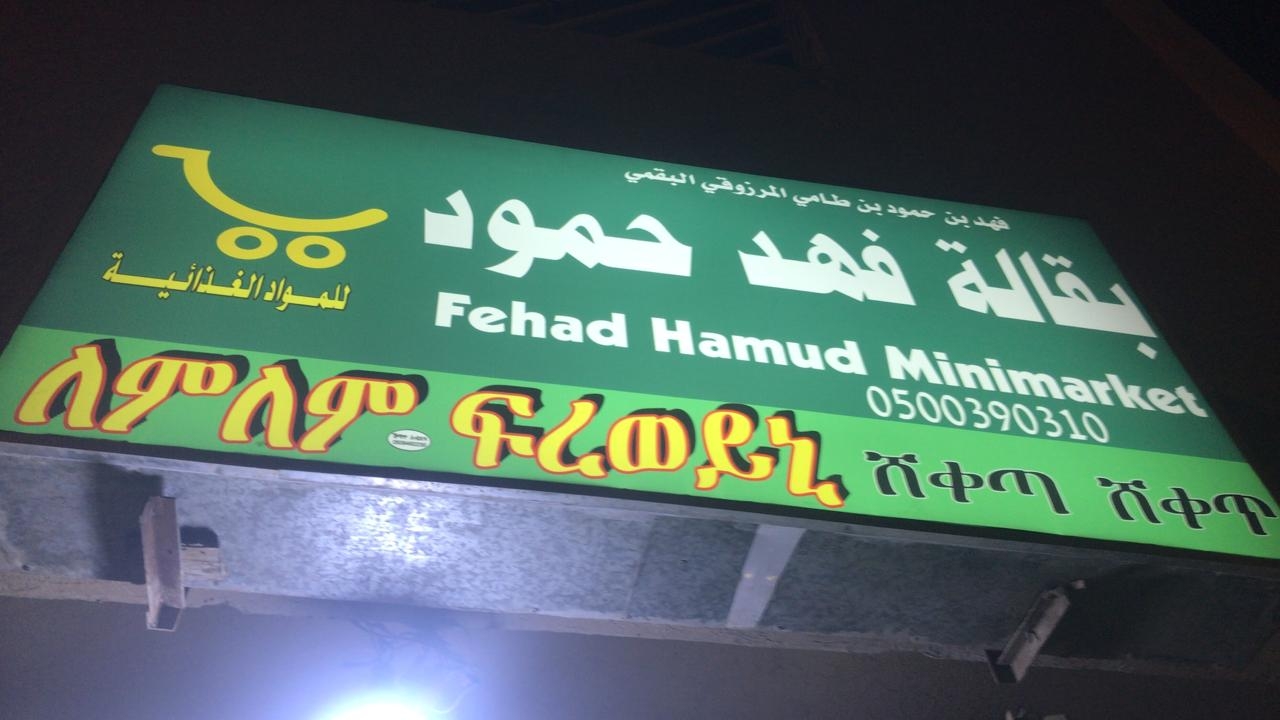 فهد بن حمود بن طامي المرزوقي البقمي
بقالة فهد حمود
للمواد الغذائية
Fehad Hamud Minimarket
0500390310
ለምለም ፍረወይኒ ሸቀጣ ሸቀጥ